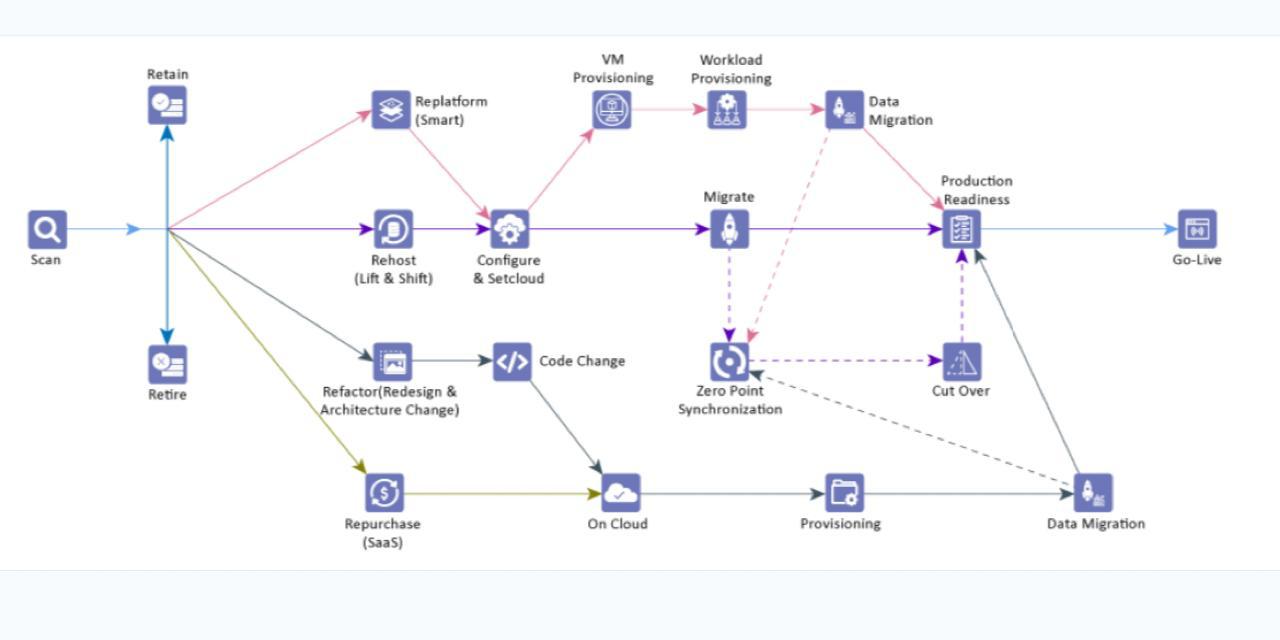 Retain
VM
Provisioning
Workload
Provisioning
Replatform
(Smart)
Data
Migration
Production
Readiness
Migrate
Scan
Rehost
(Lift & Shift)
Configure
& Setcloud
Go-Live
Retire
Refactor(Redesign &
Architecture Change)
Code Change
Zero Point
Synchronization
Cut Over
Repurchase
(SaaS)
On Cloud
Provisioning
Data Migration